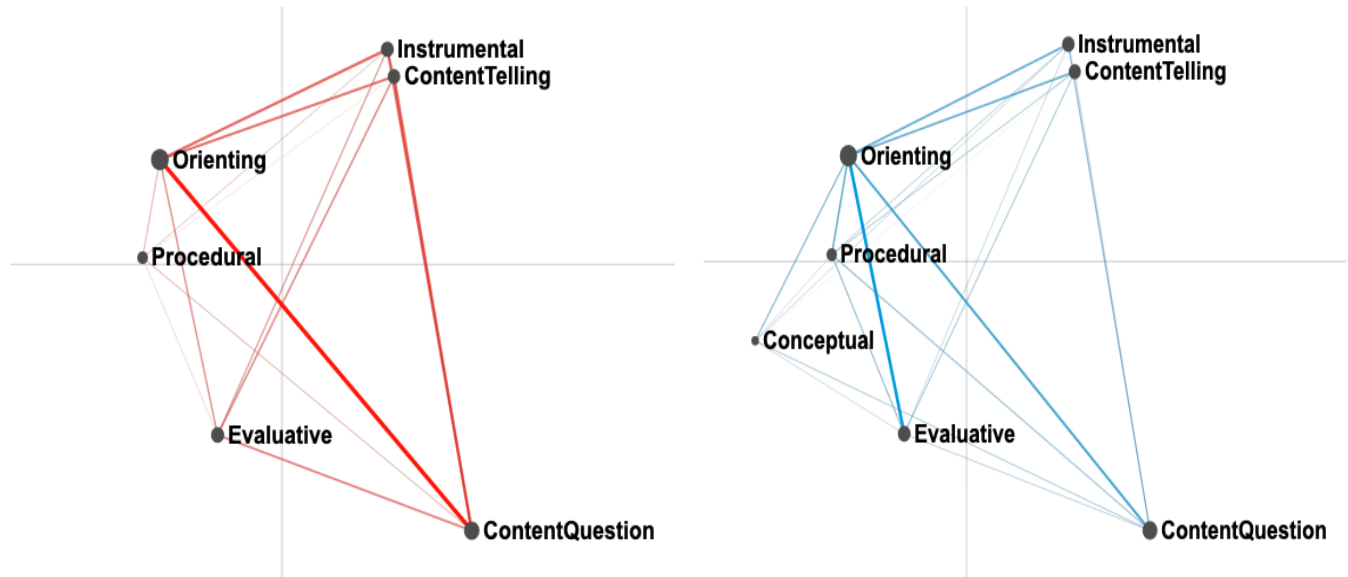 Instrumental
ContentTelling
Orienting
Procedural
Evaluative
ContentQuestion
Instrumental
ContentTelling
Orienting
Procedural
Conceptual
Evaluative
ContentQuestion